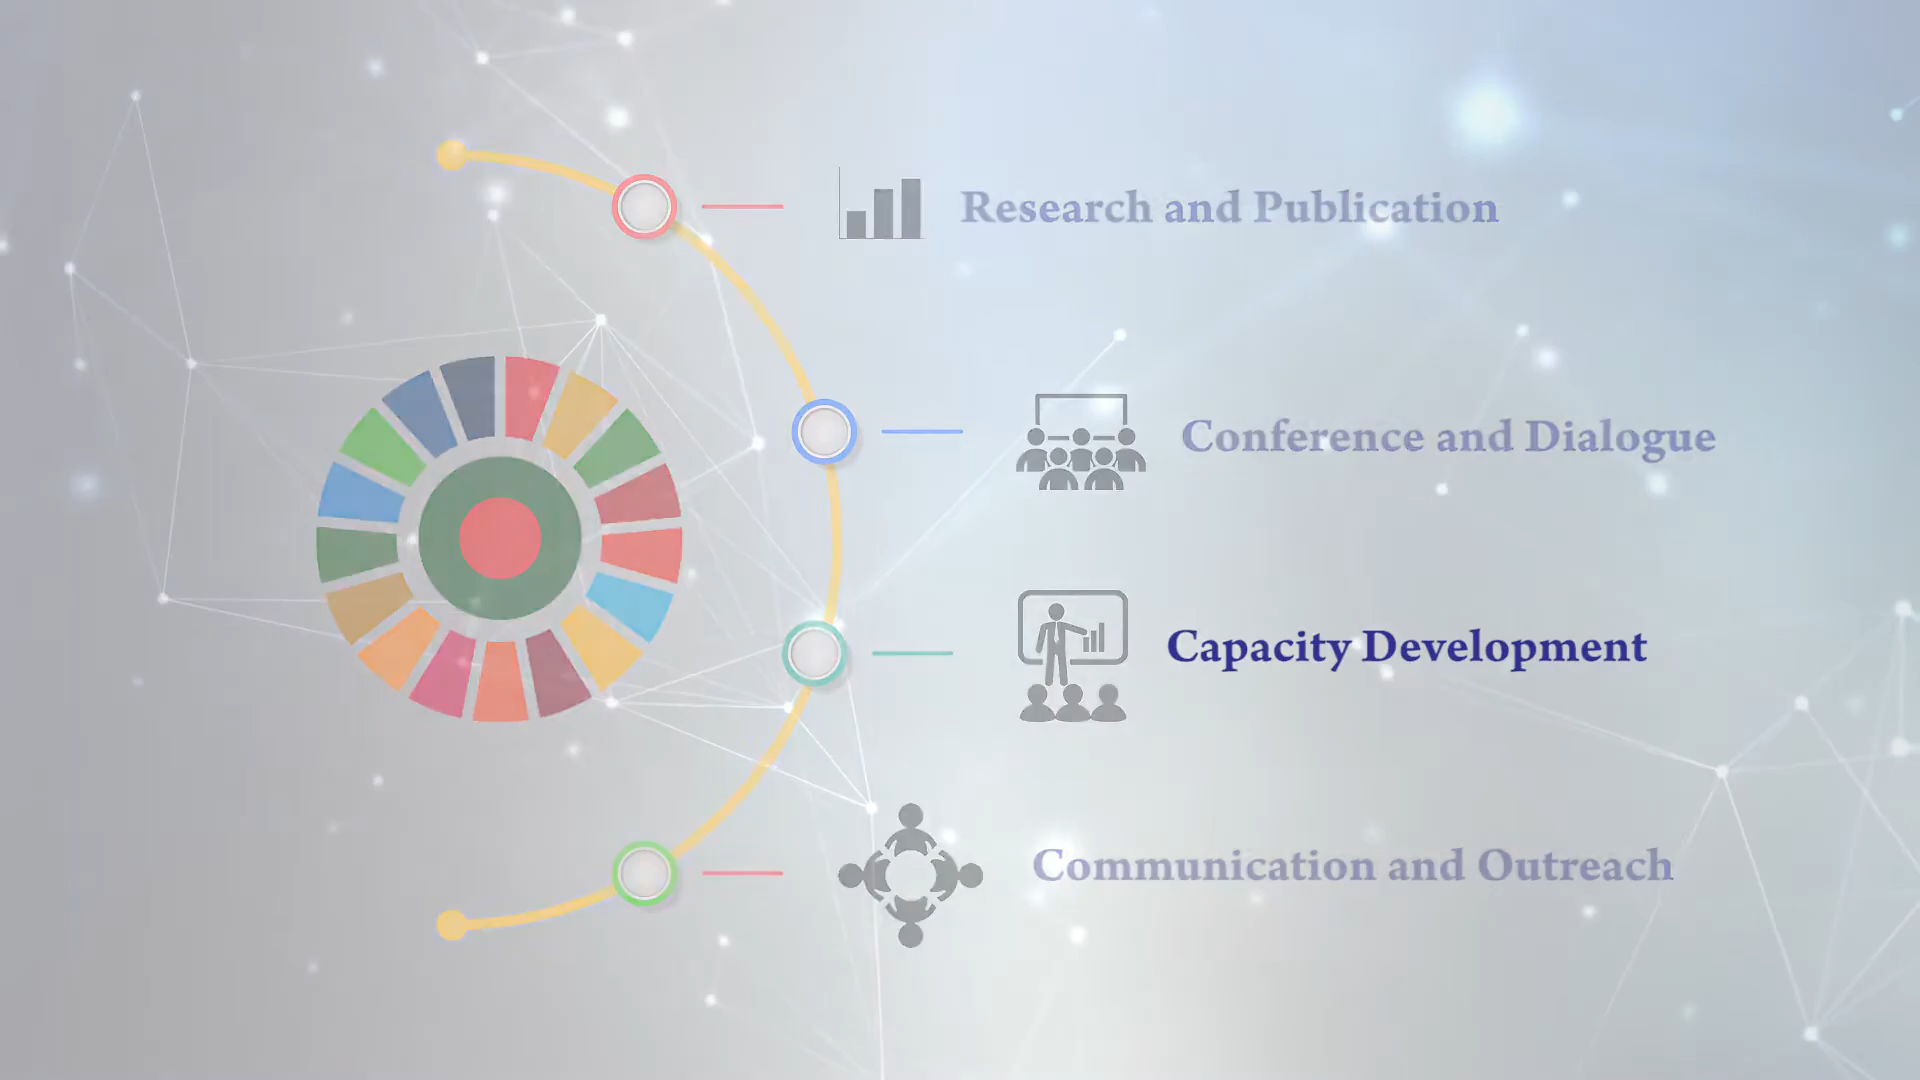 Research and Publication
Conference and Dialogue
Capacity Development
Communication and Outreach